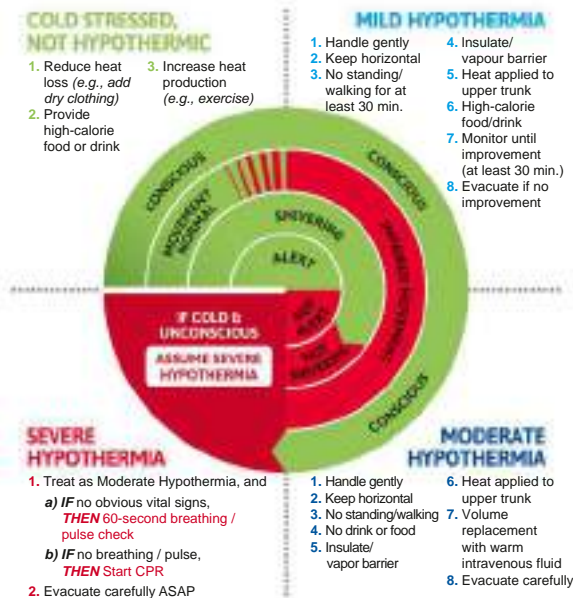 COLD STRESSED,
NOT HYPOTHERMIC
1. Reduce heat
loss (e.g., add
dry clothing)
2. Provide
high-calorie
food or drink
3. Increase heat
production
(e.g., exercise)
MILD HYPOTHERMIA
1. Handle gently
2. Keep horizontal
3. No standing/
walking for at
least 30 min.
4. Insulate/
vapour barrier
5. Heat applied to
upper trunk
6. High-calorie
food/drink
7. Monitor until
improvement
(at least 30 min.)
8. Evacuate if no
improvement
CONSCIOUS
CONSCIOUS
MOVEMENT
NORMAL
IMPAIRED MOVEMENT
SHIVERING
ALERT
NOT
ALERT
NOT
SHIVERING
CONSCIOUS
IF COLD &
UNCONSCIOUS
ASSUME SEVERE
HYPOTHERMIA
SEVERE
HYPOTHERMIA
1. Treat as Moderate Hypothermia, and
a) IF no obvious vital signs,
THEN 60-second breathing /
pulse check
b) IF no breathing / pulse,
THEN Start CPR
2. Evacuate carefully ASAP
MODERATE
HYPOTHERMIA
1. Handle gently
2. Keep horizontal
3. No standing/walking
4. No drink or food
5. Insulate/
vapor barrier
6. Heat applied to
upper trunk
7. Volume
replacement
with warm
intravenous fluid
8. Evacuate carefully